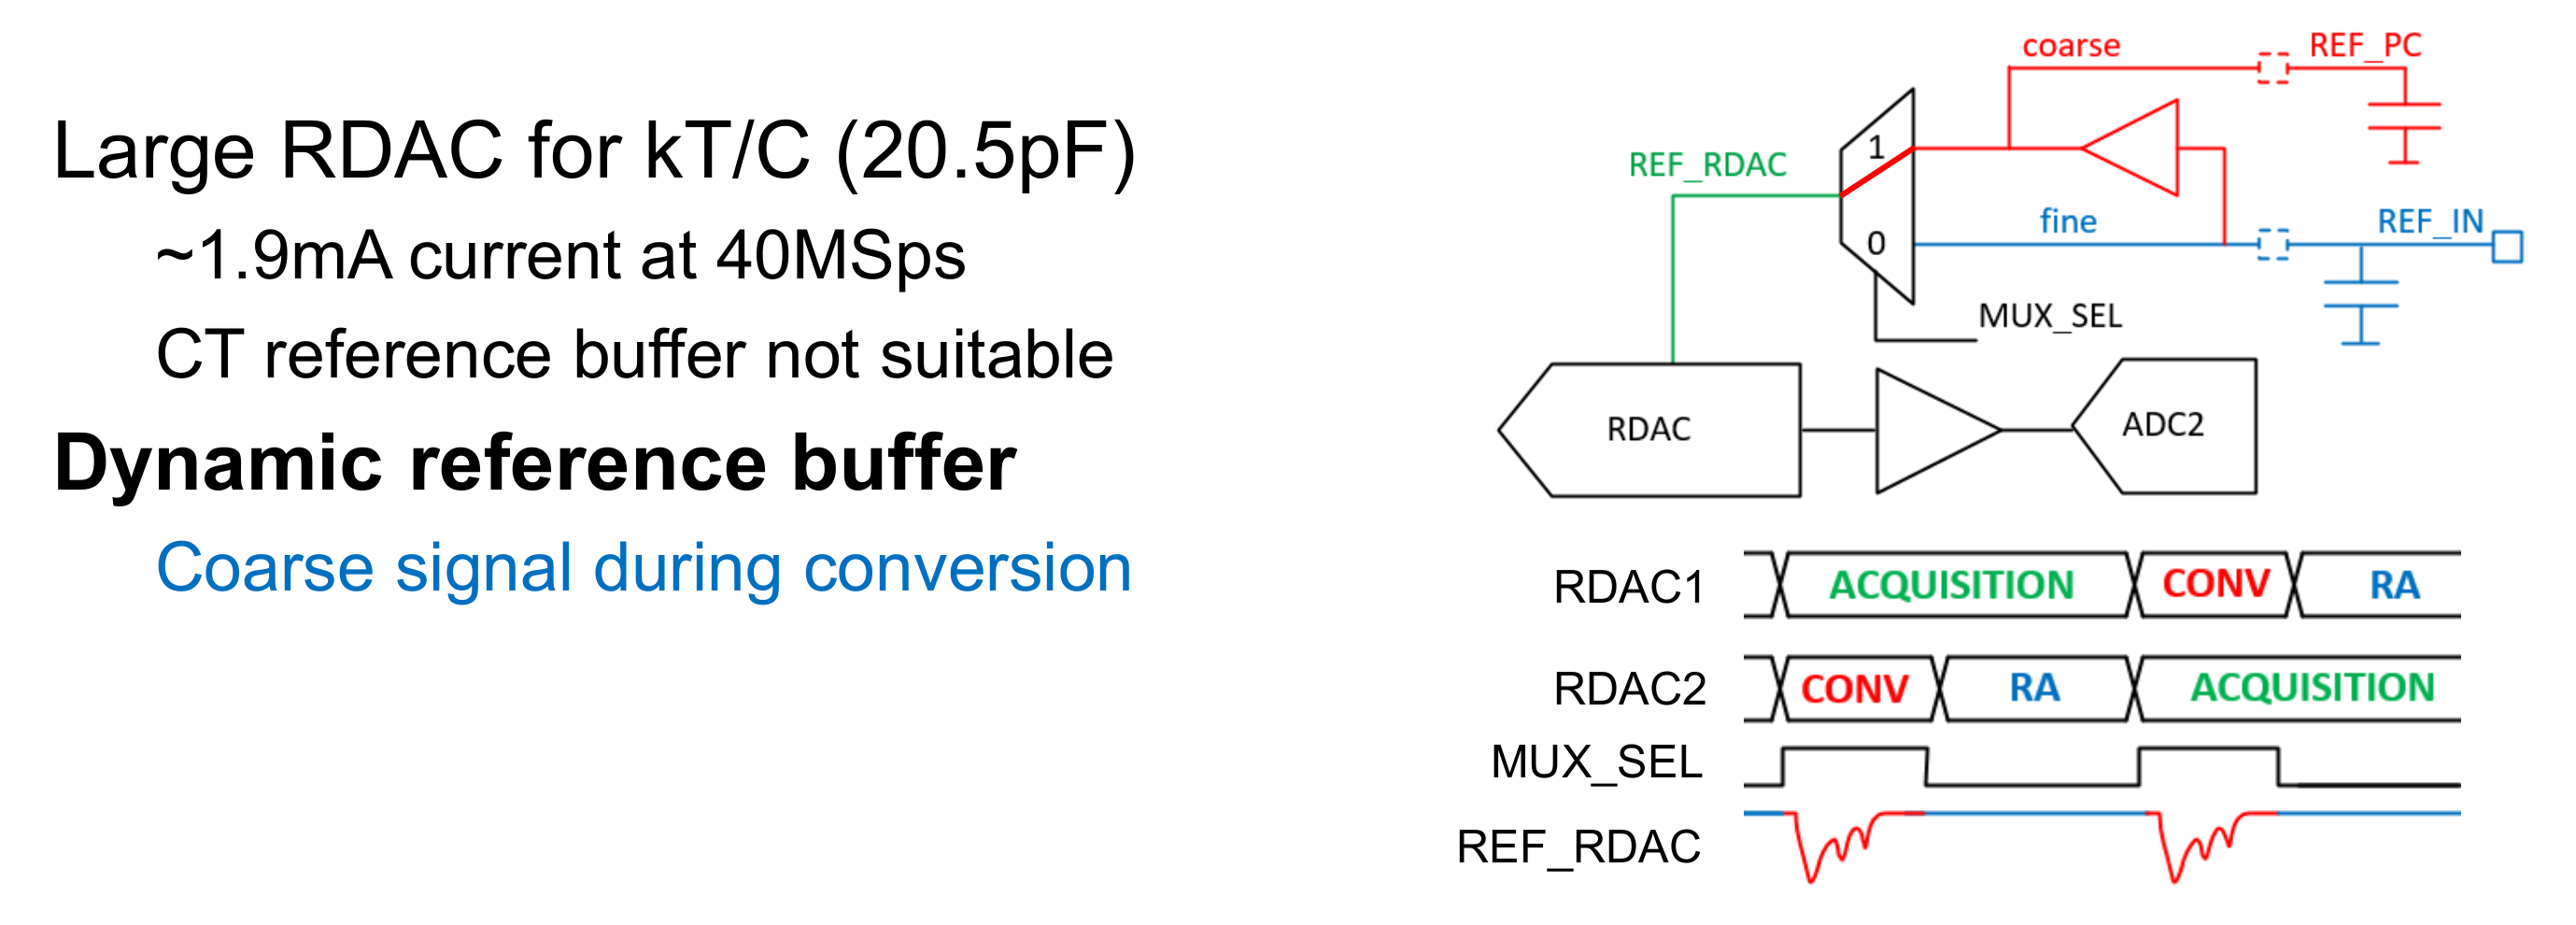 Large RDAC for kT/C (20.5pF)
~1.9mA current at 40MSps
CT reference buffer not suitable
Dynamic reference buffer
Coarse signal during conversion
coarse
REF_PC
1
REF_RDAC
fine
REF_IN
0
MUX_SEL
RDAC
ADC2
RDAC1 ACQUISITION CONV RA
RDAC2 CONV RA ACQUISITION
MUX_SEL
REF_RDAC